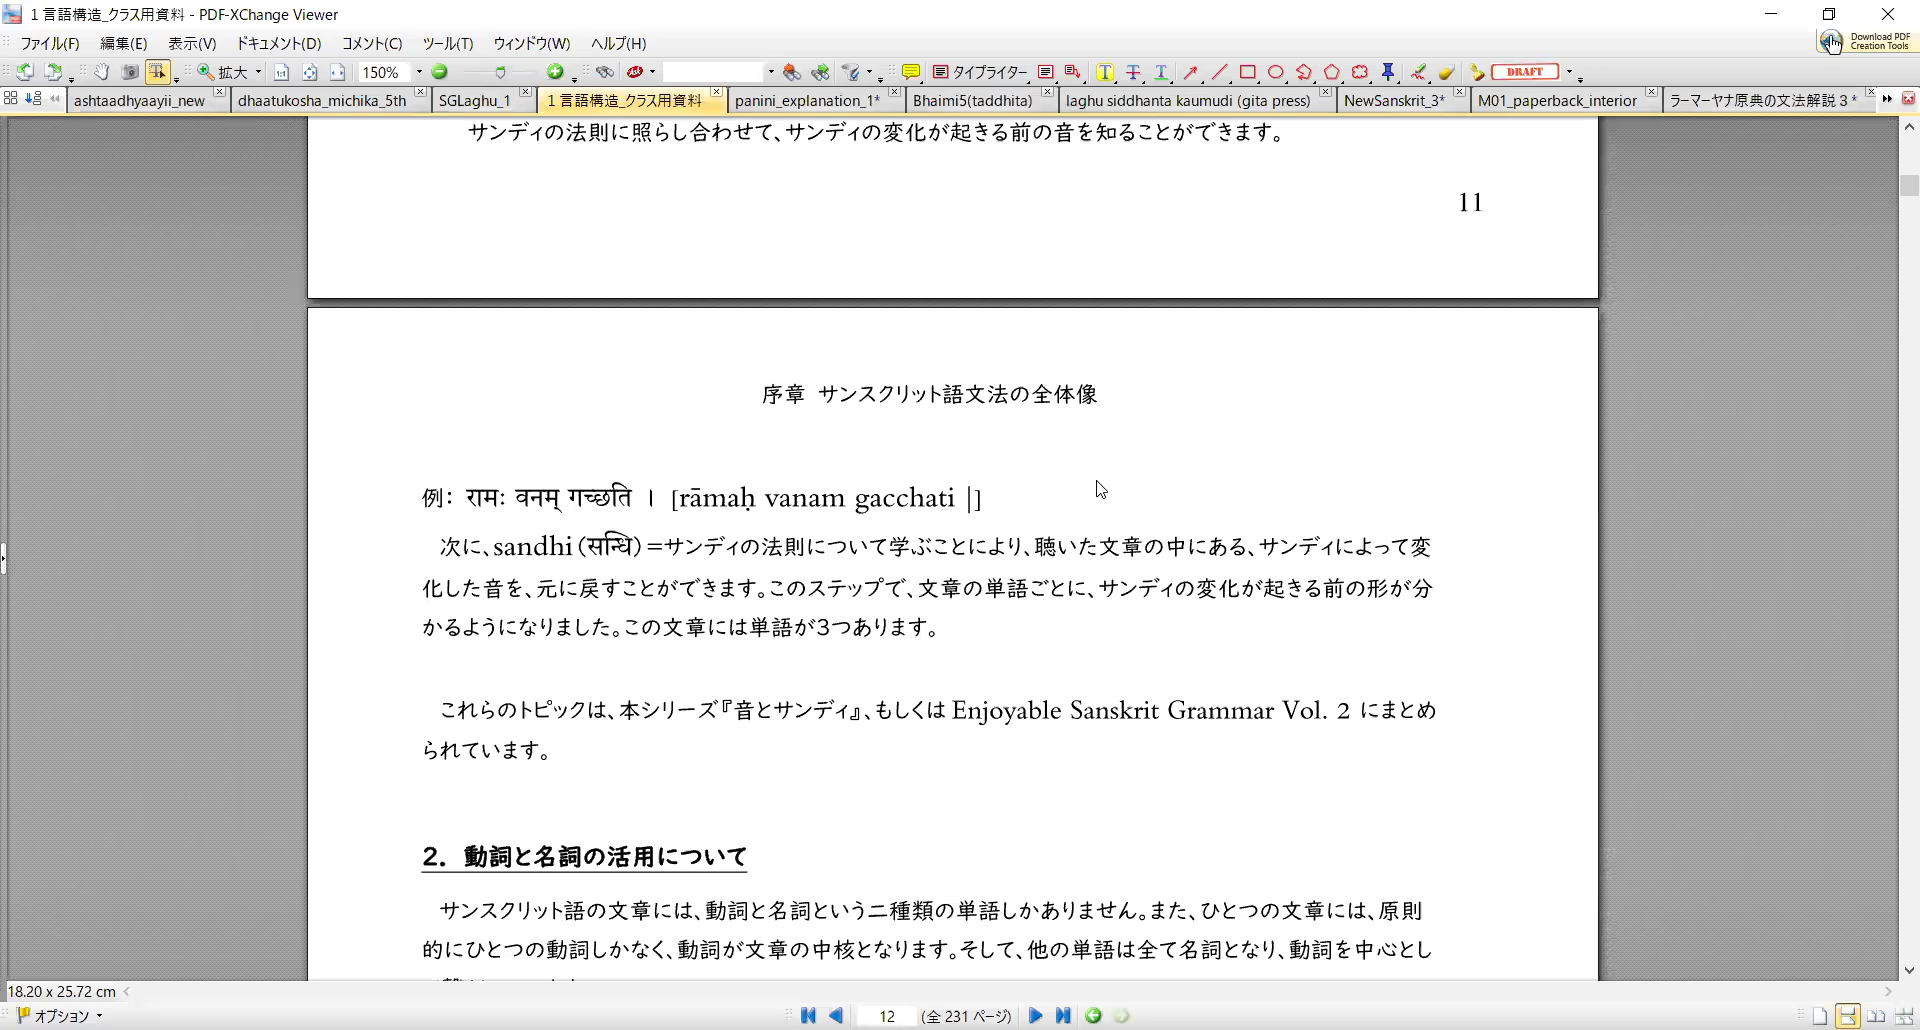 1 言語構造_クラス用資料 - PDF-XChange Viewer
ファイル(F) 編集(E) 表示(V) ドキュメント(D) コメント(C) ツール(T) ウィンドウ(W) ヘルプ(H)
Download PDF
Creation Tools
拡大 150% タイプライター DRAFT
ashtaadhyaayii_new dhaatukosha_michika_5th SGLaghu_1 1 言語構造_クラス用資料 panini_explanation_1* Bhaimi5(taddhita) laghu siddhanta kaumudi (gita press) NewSanskrit_3* M01_paperback_interior ラーマーヤナ原典の文法解説 3 *
サンディの法則に照らし合わせて、サンディの変化が起きる前の音を知ることができます。
11
序章 サンスクリット語文法の全体像
例: रामः वनम् गच्छति । [rāmaḥ vanam gacchati |]
次に、sandhi(सन्धि)=サンディの法則について学ぶことにより、聴いた文章の中にある、サンディによって変
化した音を、元に戻すことができます。このステップで、文章の単語ごとに、サンディの変化が起きる前の形が分
かるようになりました。この文章には単語が3つあります。
これらのトピックは、本シリーズ『音とサンディ』、もしくは Enjoyable Sanskrit Grammar Vol. 2 にまとめ
られています。
2. 動詞と名詞の活用について
サンスクリット語の文章には、動詞と名詞という二種類の単語しかありません。また、ひとつの文章には、原則
的にひとつの動詞しかなく、動詞が文章の中核となります。そして、他の単語は全て名詞となり、動詞を中心とし
18.20 x 25.72 cm
オプション 12 (全 231 ページ)